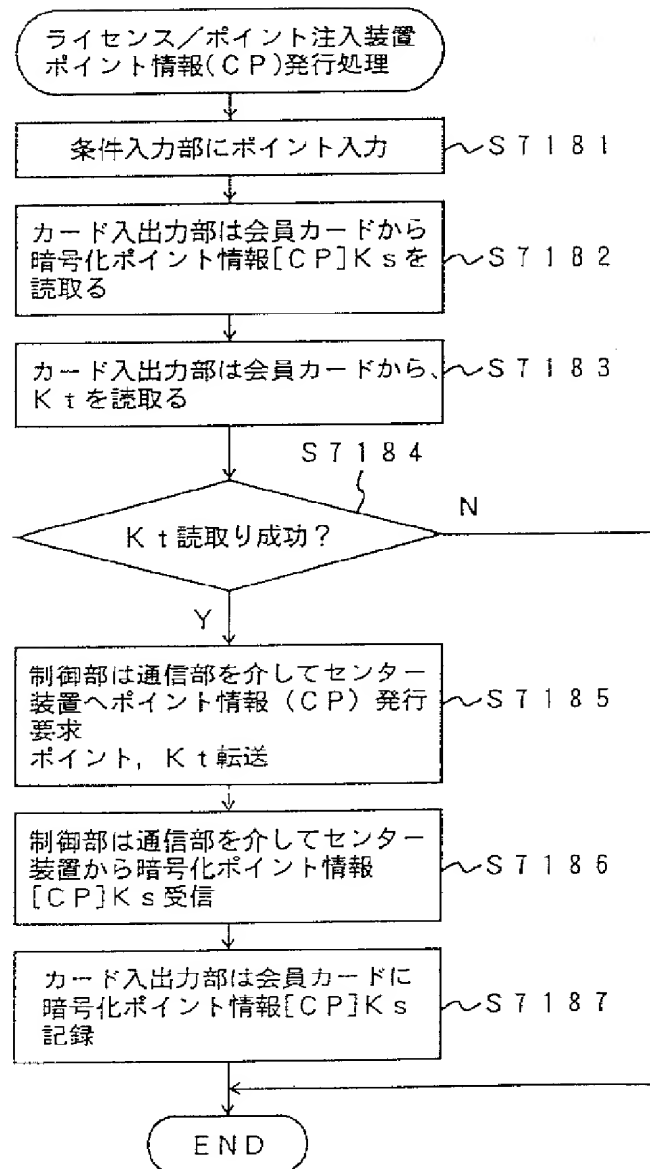 ライセンス／ポイント注入装置
ポイント情報(CP)発行処理
条件入力部にポイント入力
S7181
カード入出力部は会員カードから
暗号化ポイント情報[CP]Ksを
読取る
S7182
カード入出力部は会員カードから、
Ktを読取る
S7183
S7184
Kt読取り成功？
N
Y
制御部は通信部を介してセンター
装置へポイント情報（CP）発行
要求
ポイント，Kt転送
S7185
制御部は通信部を介してセンター
装置から暗号化ポイント情報
[CP]Ks受信
S7186
カード入出力部は会員カードに
暗号化ポイント情報[CP]Ks
記録
S7187
END